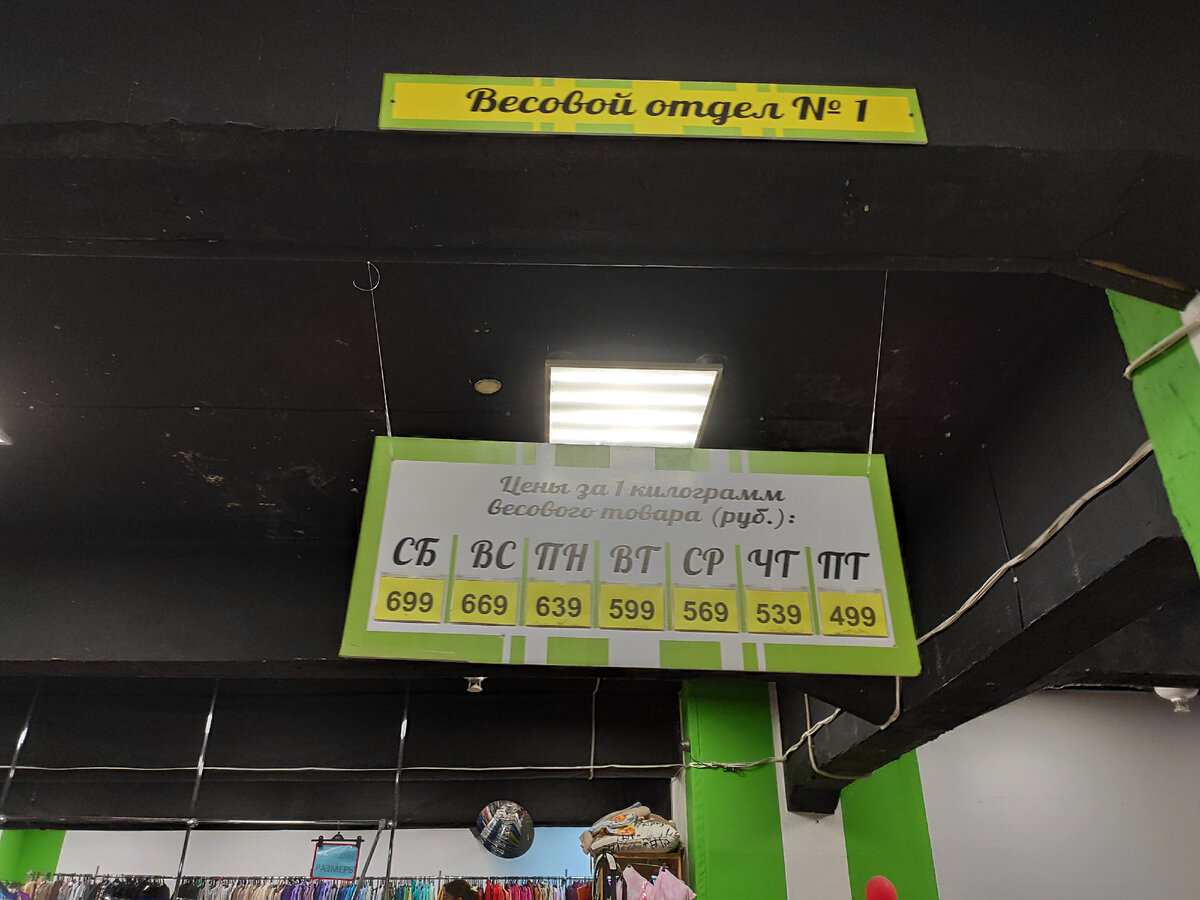 Весовой отдел № 1
Цены за 1 килограмм
весового товара (руб.):
СБ ВС ПН ВТ СР ЧТ ПТ
699 669 639 599 569 539 499
РАЗМЕРЫ